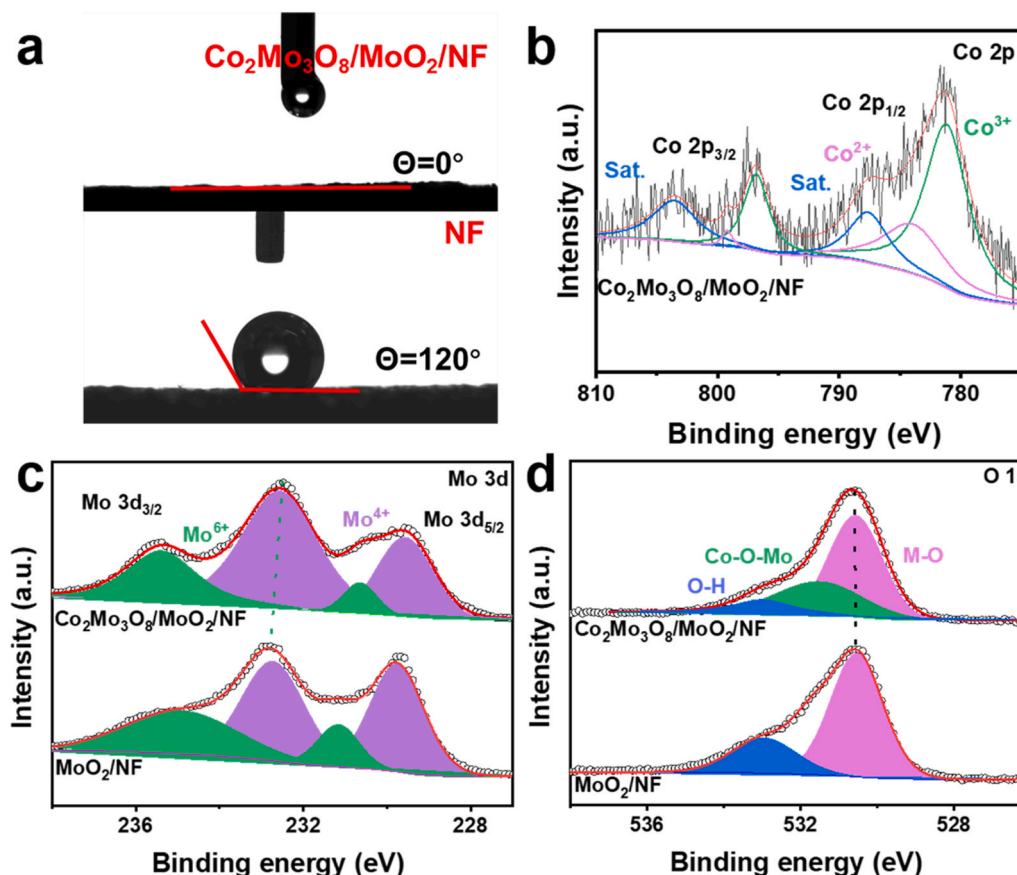 a
Co₂Mo₃O₈/MoO₂/NF
Θ=0°
NF
Θ=120°
b
Co 2p
Co 2p₁/₂
Co³⁺
Co 2p₃/₂
Co²⁺
Sat.
Sat.
Co₂Mo₃O₈/MoO₂/NF
Intensity (a.u.)
810 800 790 780
Binding energy (eV)
c
Mo 3d
Mo 3d₃/₂
Mo⁶⁺
Mo⁴⁺
Mo 3d₅/₂
Co₂Mo₃O₈/MoO₂/NF
MoO₂/NF
Intensity (a.u.)
236 232 228
Binding energy (eV)
d
O 1
Co-O-Mo
M-O
O-H
Co₂Mo₃O₈/MoO₂/NF
MoO₂/NF
Intensity (a.u.)
536 532 528
Binding energy (eV)